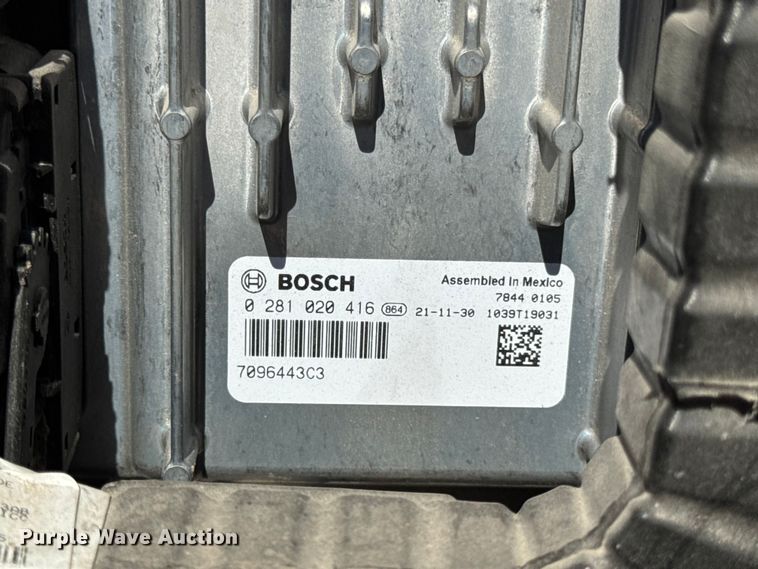 BOSCH
Assembled in Mexico
7844 0105
0 281 020 416 864 21-11-30 1039T19031
7096443C3
Purple Wave Auction